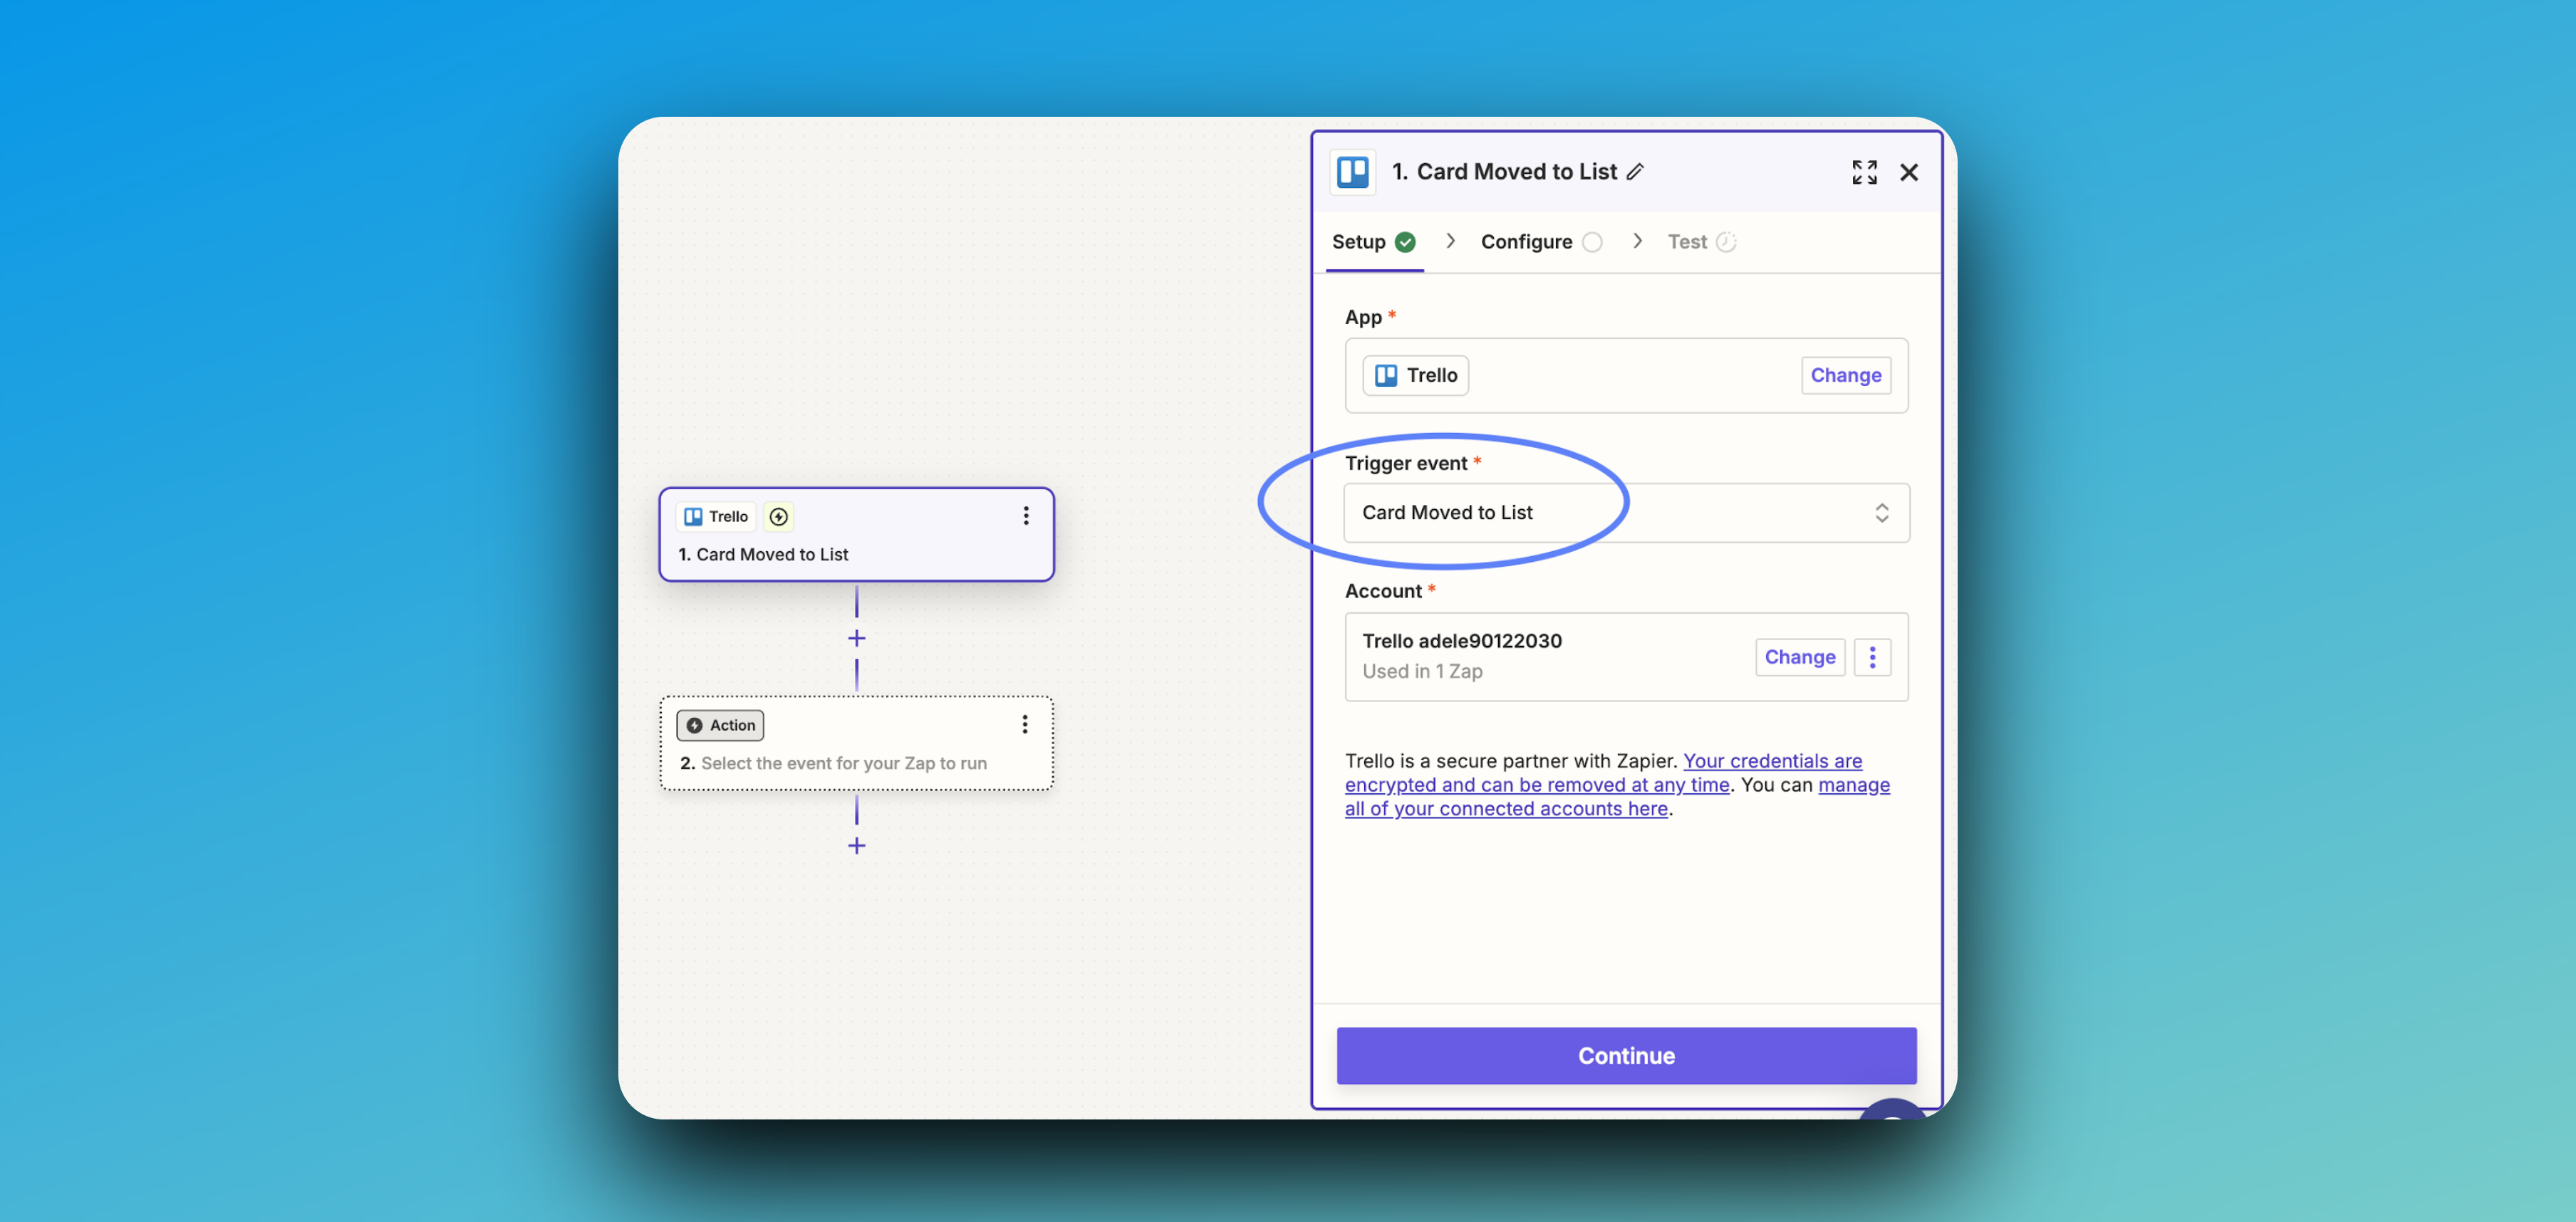 Trello
1. Card Moved to List
Action
2. Select the event for your Zap to run
1. Card Moved to List
Setup
Configure
Test
App *
Trello
Change
Trigger event *
Card Moved to List
Account *
Trello adele90122030
Used in 1 Zap
Change
Trello is a secure partner with Zapier. Your credentials are
encrypted and can be removed at any time. You can manage
all of your connected accounts here.
Continue